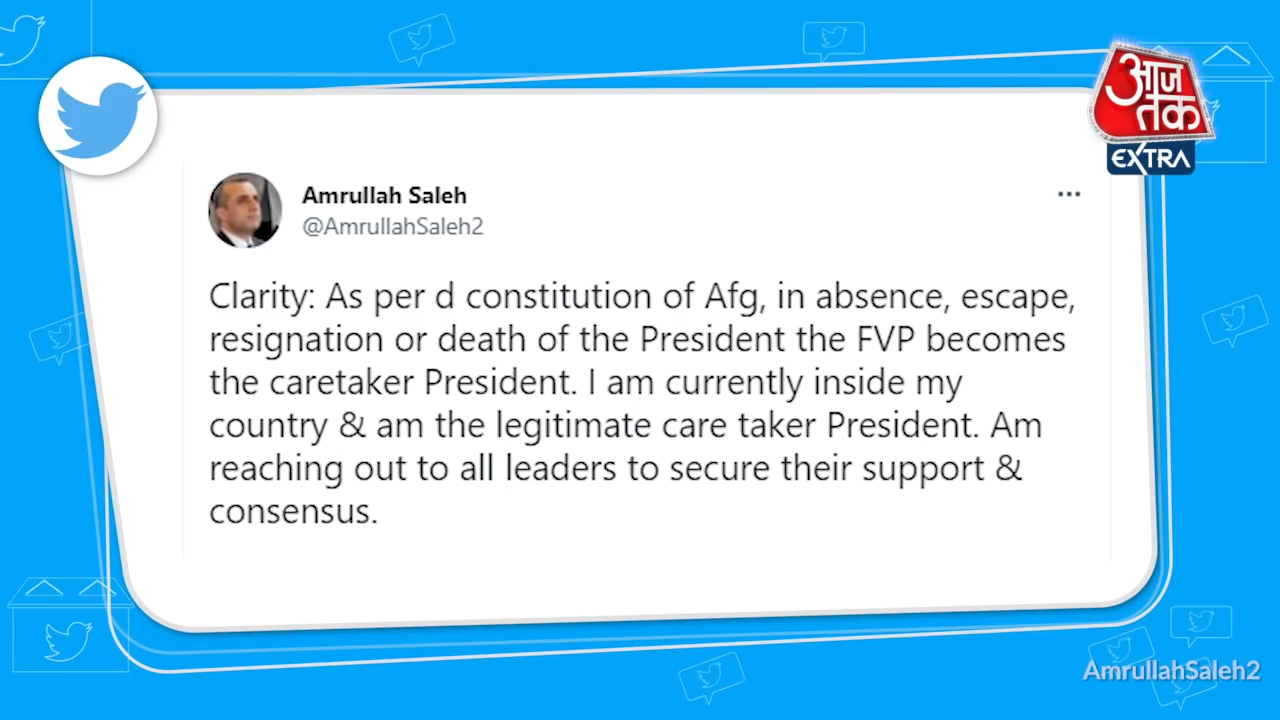 आज
तक
EXTRA
Amrullah Saleh
@AmrullahSaleh2
Clarity: As per d constitution of Afg, in absence, escape,
resignation or death of the President the FVP becomes
the caretaker President. I am currently inside my
country & am the legitimate care taker President. Am
reaching out to all leaders to secure their support &
consensus.
AmrullahSaleh2